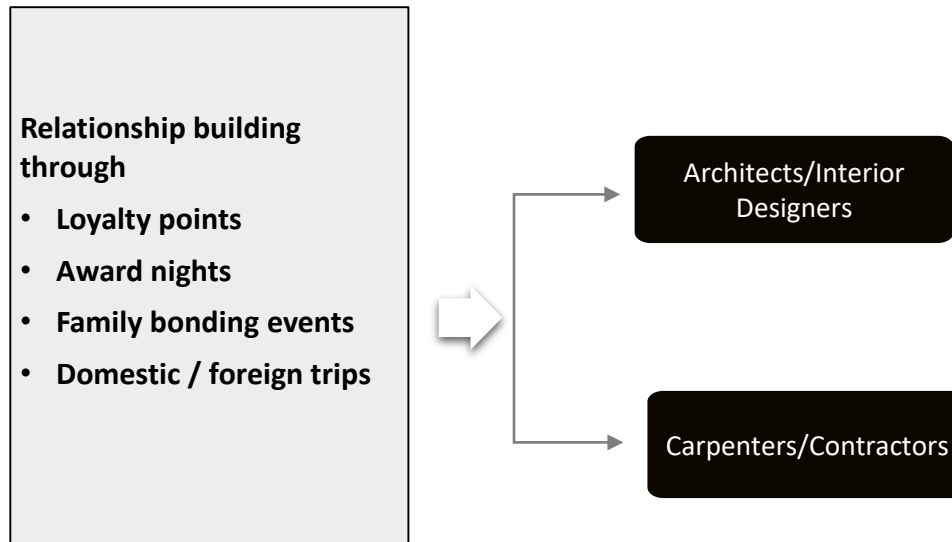 Relationship building
through
• Loyalty points
• Award nights
• Family bonding events
• Domestic / foreign trips
Architects/Interior
Designers
Carpenters/Contractors